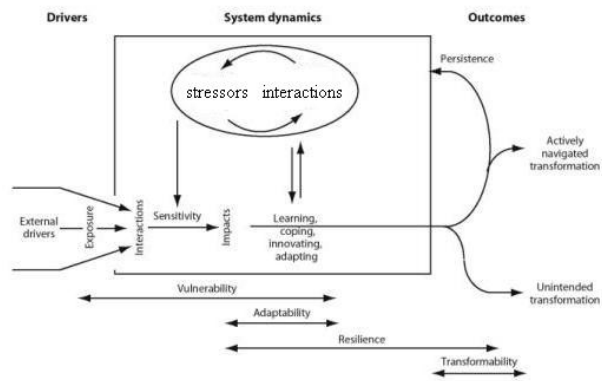 Drivers
System dynamics
Outcomes
stressors interactions
Persistence
Actively
navigated
transformation
External
drivers
Exposure
Interactions
Sensitivity
Impacts
Learning,
coping,
innovating,
adapting
Unintended
transformation
Vulnerability
Adaptability
Resilience
Transformability